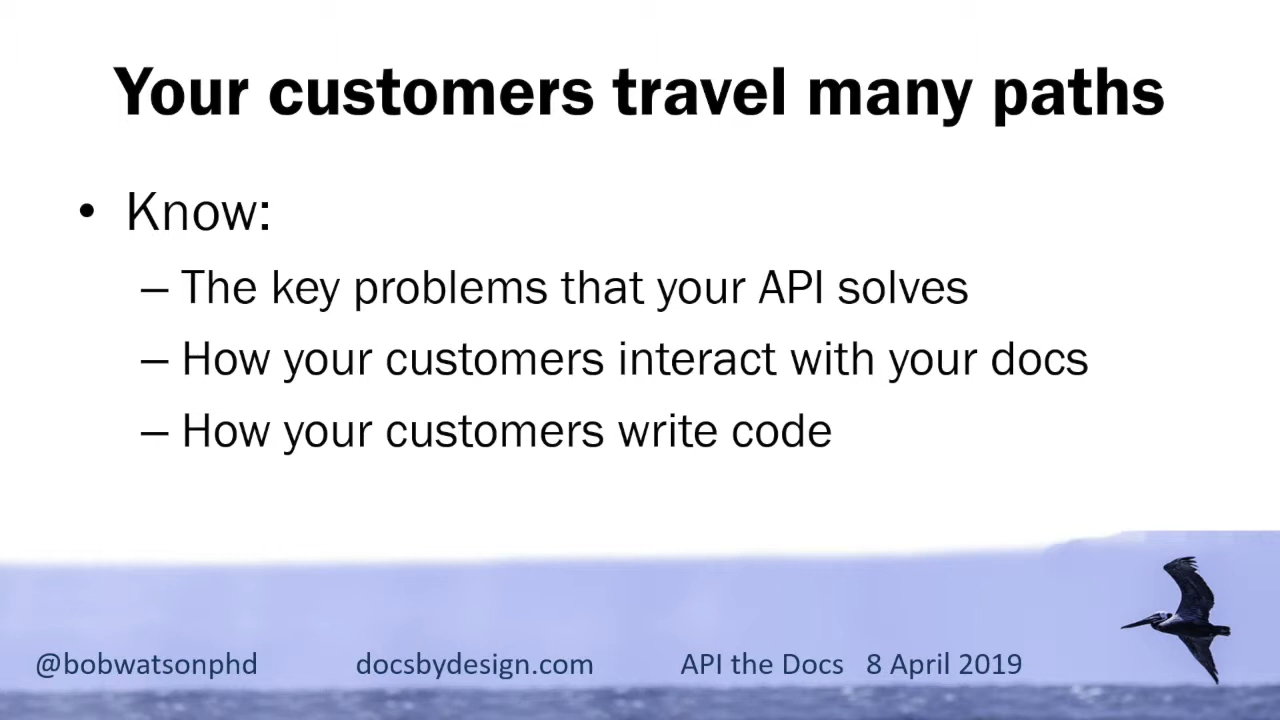 Your customers travel many paths
• Know:
– The key problems that your API solves
– How your customers interact with your docs
– How your customers write code
@bobwatsonphd docsbydesign.com API the Docs 8 April 2019